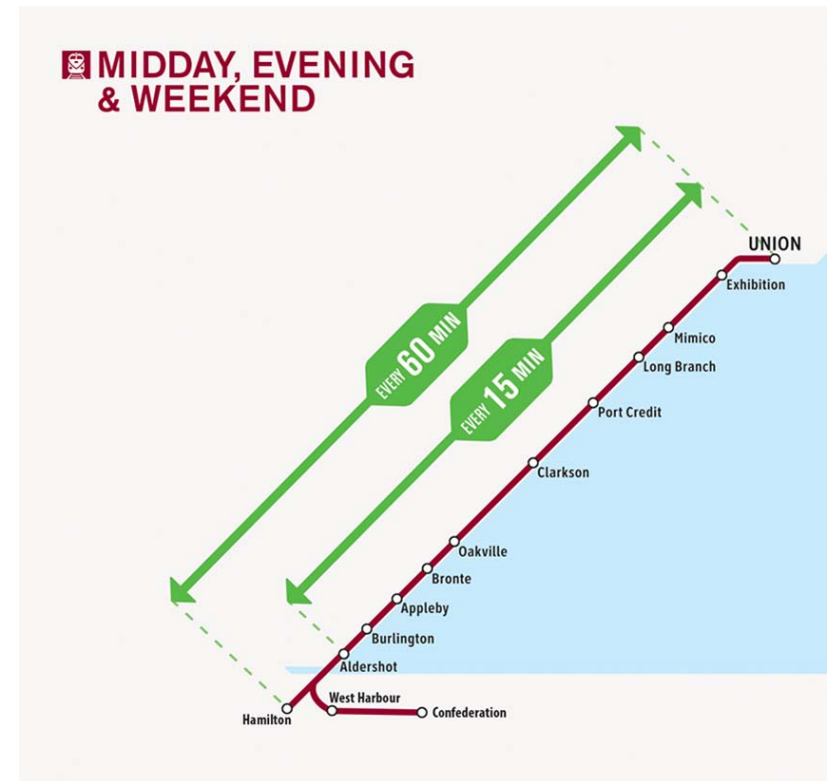 MIDDAY, EVENING
& WEEKEND
UNION
Exhibition
Mimico
Long Branch
EVERY 60 MIN
EVERY 15 MIN
Port Credit
Clarkson
Oakville
Bronte
Appleby
Burlington
Aldershot
West Harbour
Hamilton
Confederation